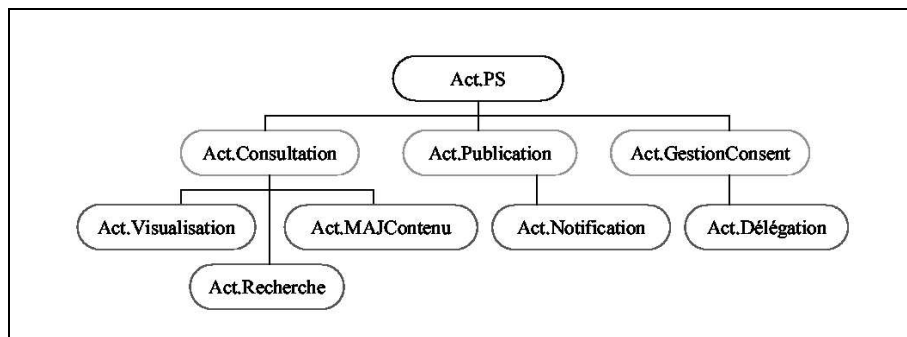 Act.PS
Act.Consultation
Act.Publication
Act.GestionConsent
Act.Visualisation
Act.MAJContenu
Act.Notification
Act.Délégation
Act.Recherche